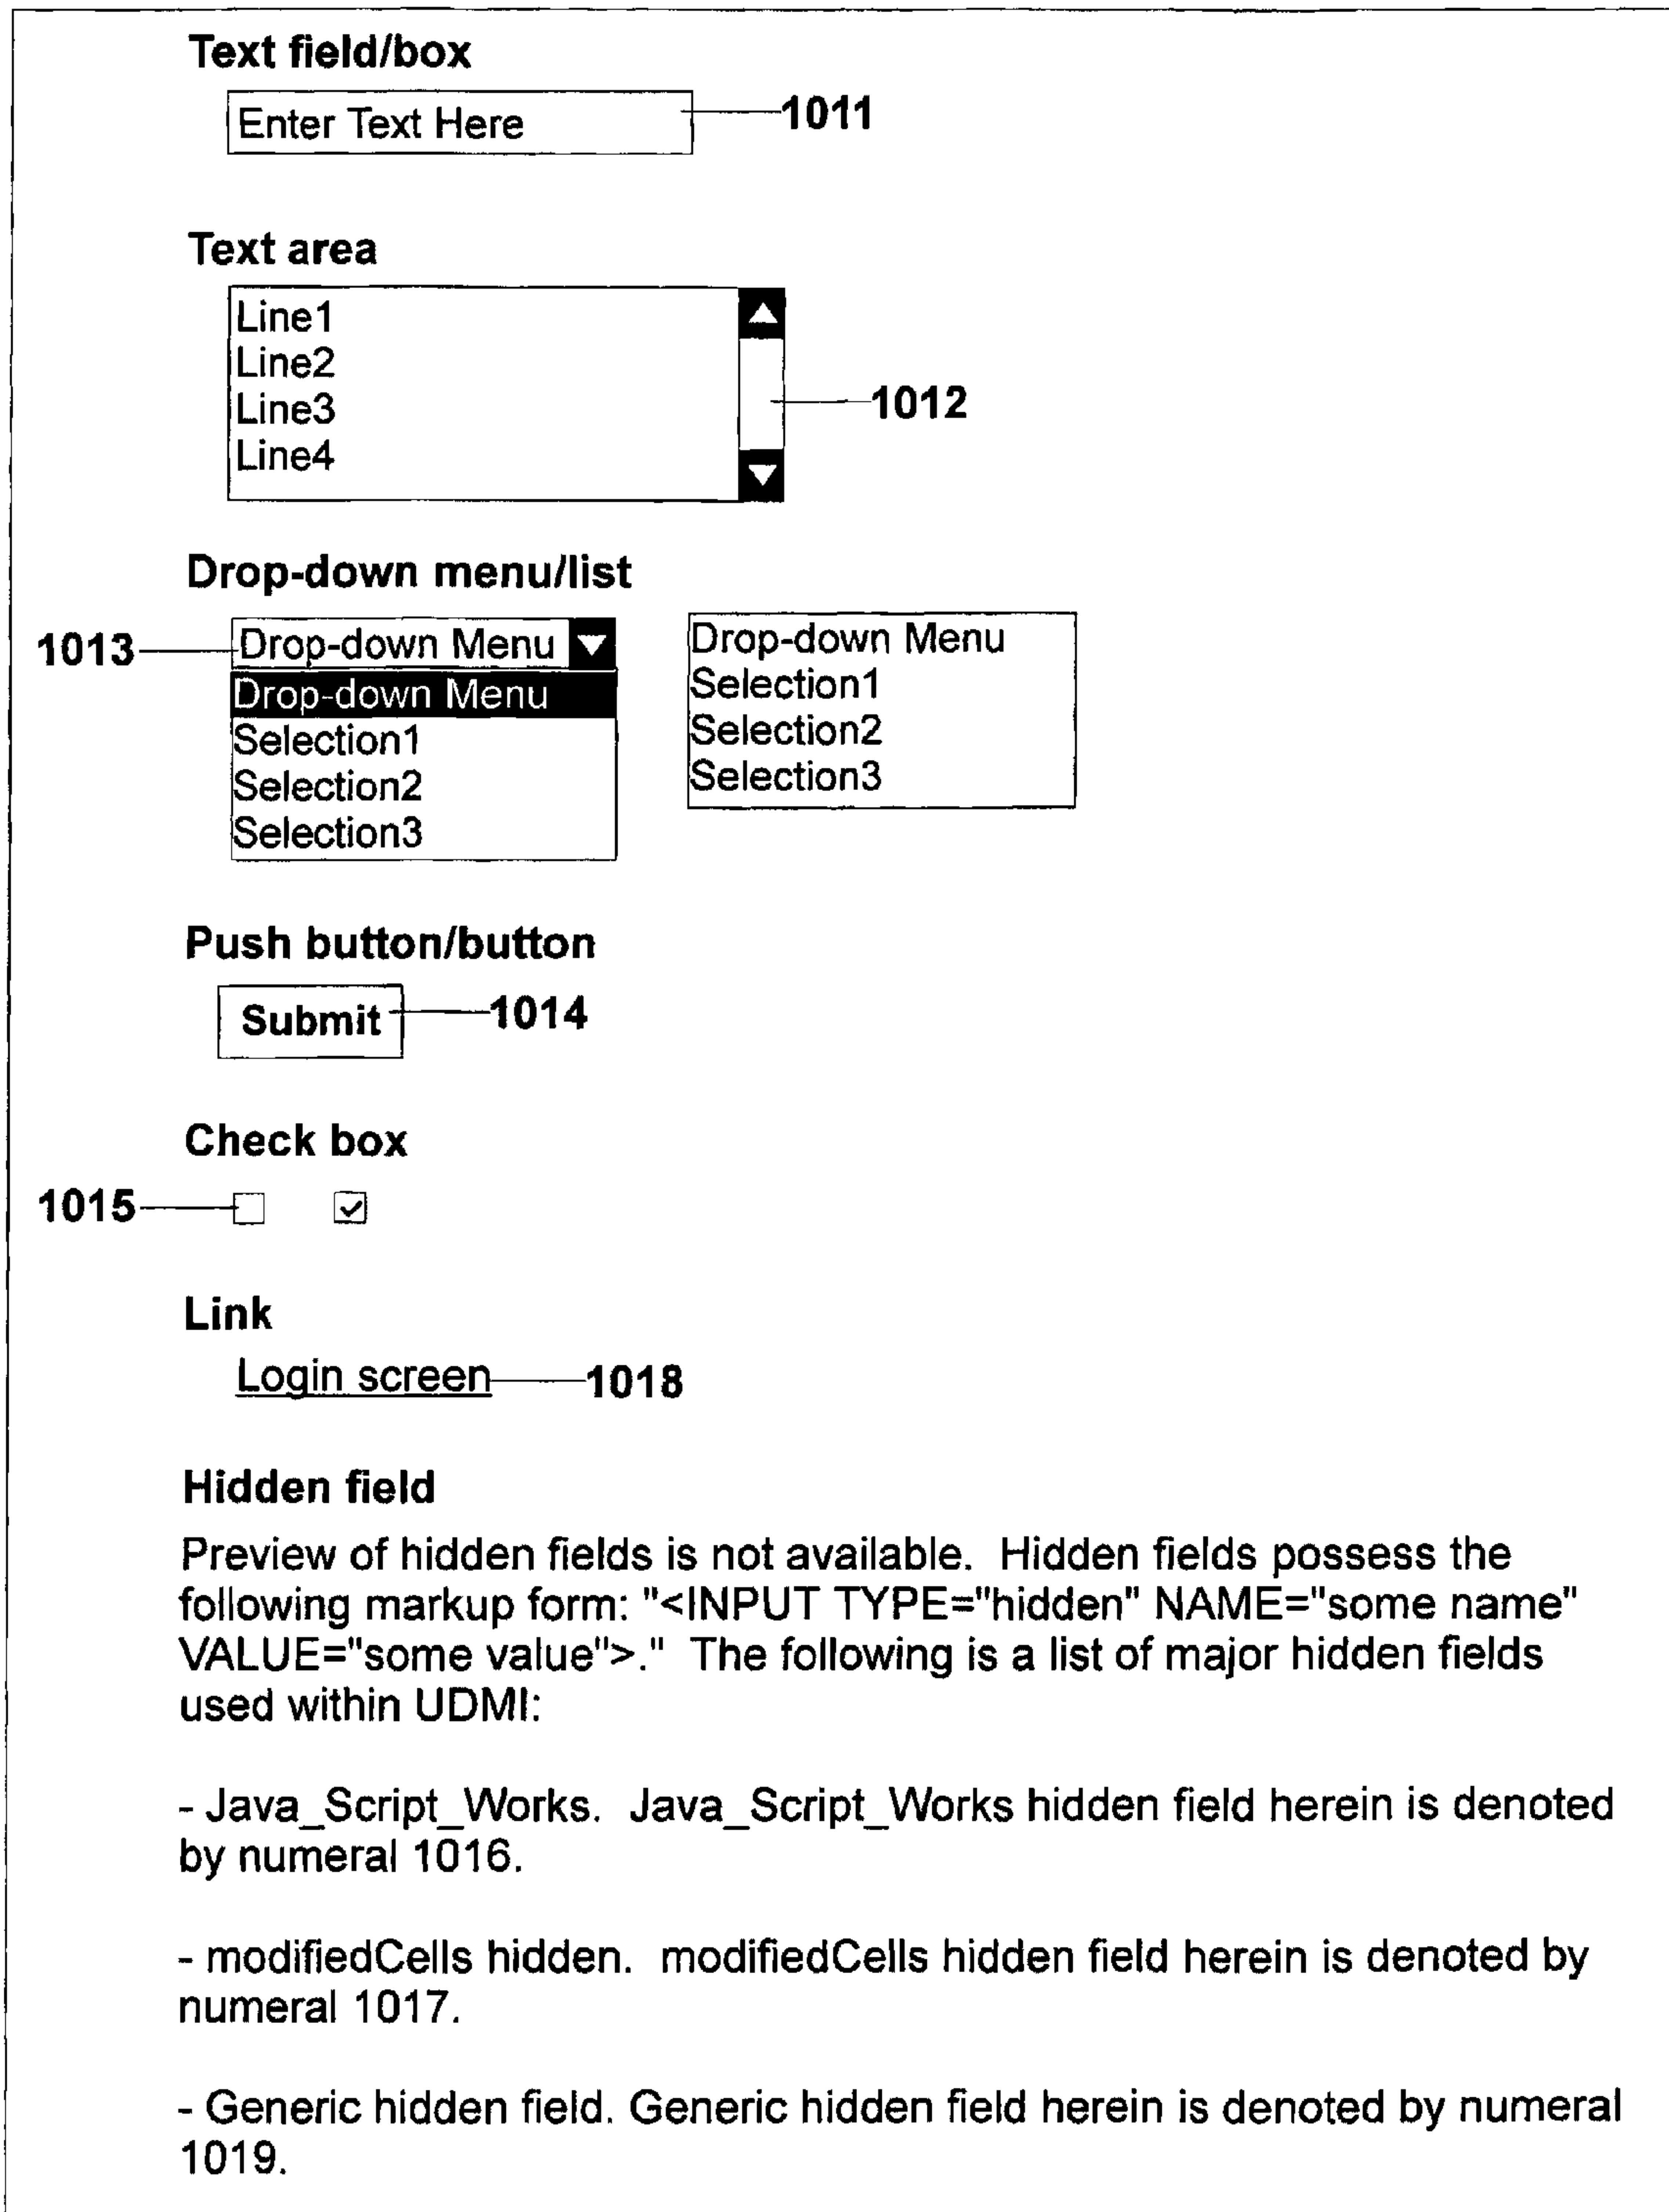 Text field/box
Enter Text Here
1011
Text area
Line1
Line2
Line3
Line4
1012
Drop-down menu/list
1013
Drop-down Menu
Drop-down Menu
Selection1
Selection2
Selection3
Drop-down Menu
Selection1
Selection2
Selection3
Push button/button
Submit
1014
Check box
1015
Link
Login screen
1018
Hidden field
Preview of hidden fields is not available.  Hidden fields possess the
following markup form: "<INPUT TYPE="hidden" NAME="some name"
VALUE="some value">."  The following is a list of major hidden fields
used within UDMI:
- Java_Script_Works.  Java_Script_Works hidden field herein is denoted
by numeral 1016.
- modifiedCells hidden.  modifiedCells hidden field herein is denoted by
numeral 1017.
- Generic hidden field. Generic hidden field herein is denoted by numeral
1019.